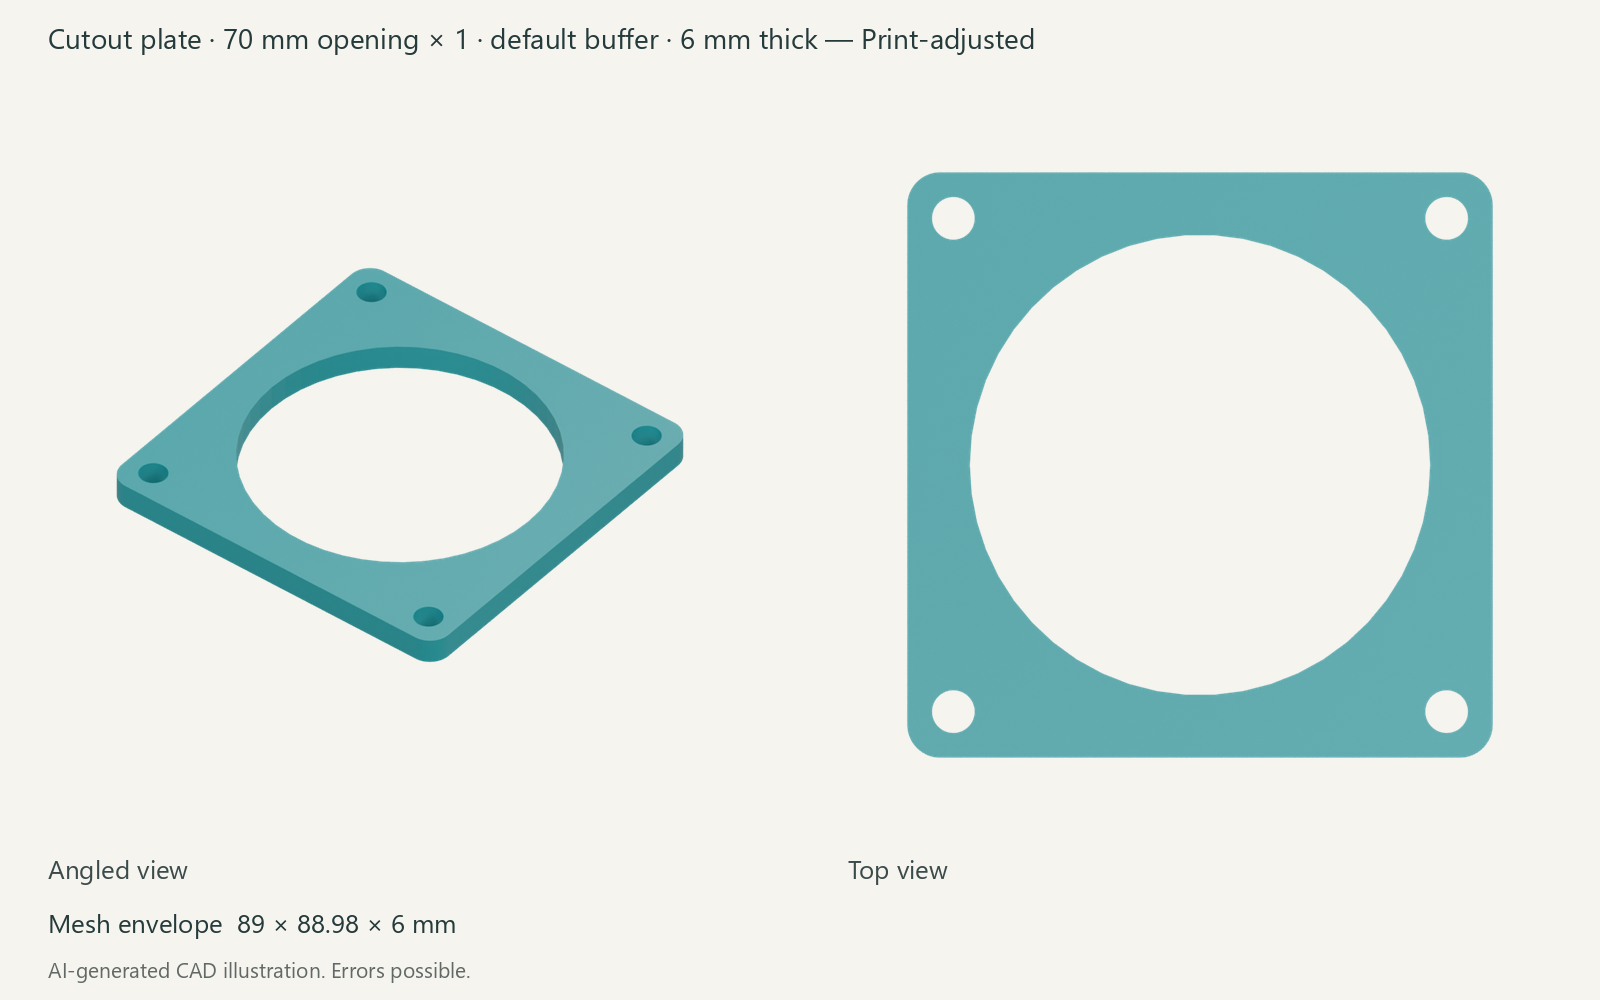 Cutout plate · 70 mm opening × 1 · default buffer · 6 mm thick — Print-adjusted
Angled view
Top view
Mesh envelope 89 × 88.98 × 6 mm
AI-generated CAD illustration. Errors possible.